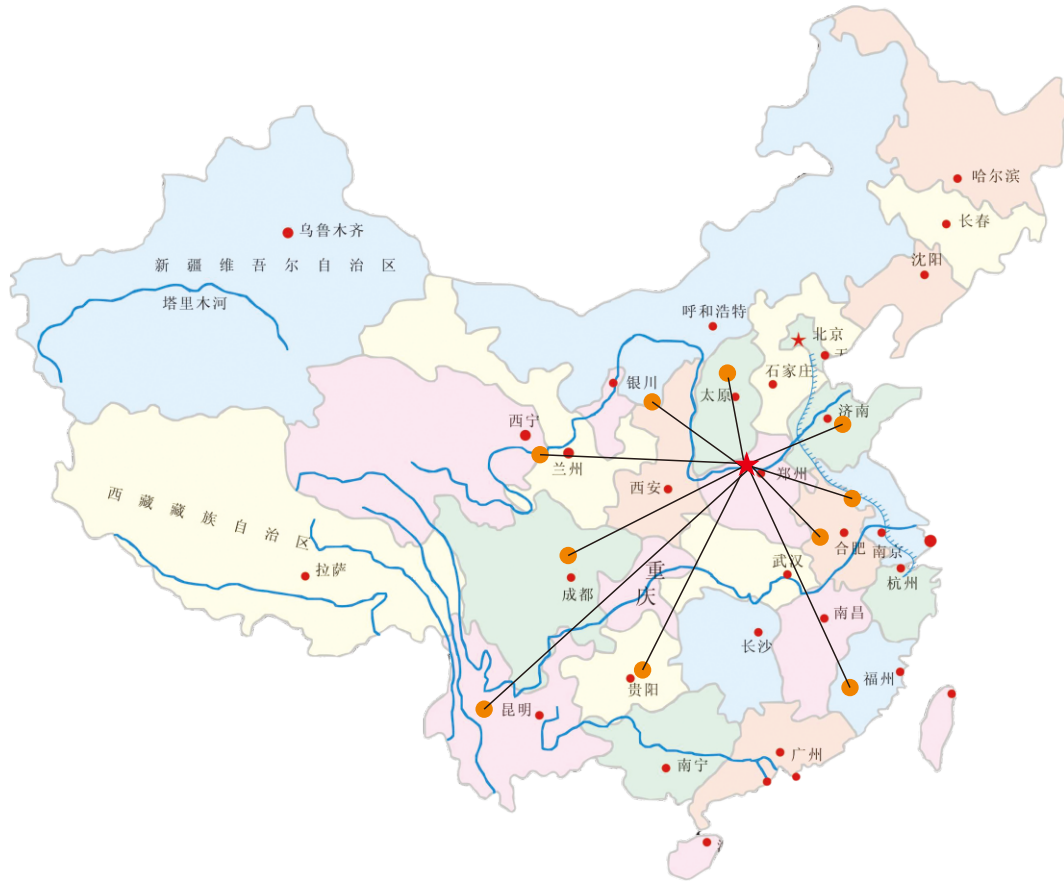 哈尔滨
长春
沈阳
乌鲁木齐
新疆维吾尔自治区
塔里木河
呼和浩特
北京
石家庄
银川
太原
济南
西宁
兰州
郑州
西安
西藏藏族自治区
合肥
南京
武汉
拉萨
重庆
成都
杭州
南昌
长沙
福州
贵阳
昆明
广州
南宁